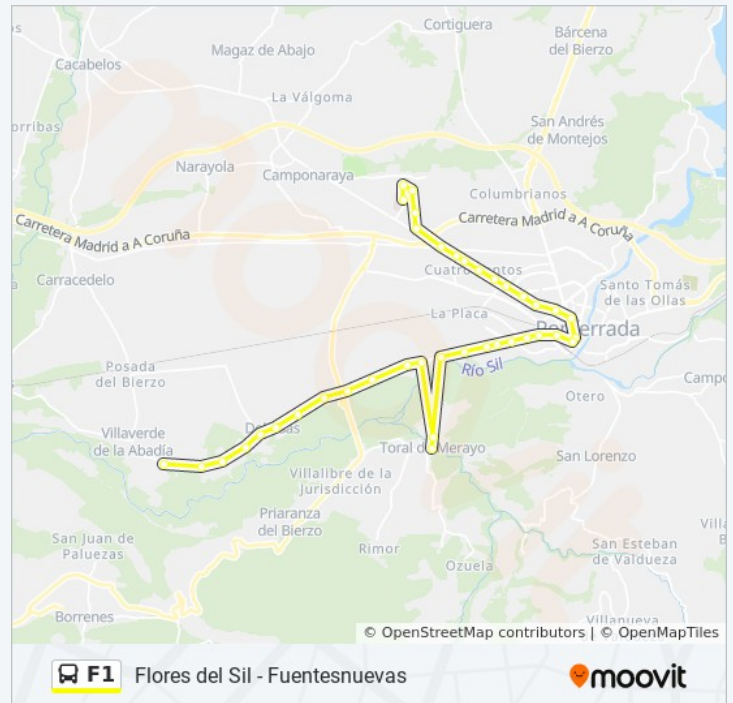 Cortiguera
Magaz de Abajo
Bárcena
del Bierzo
Cacabelos
La Válgoma
San Andrés
de Montejos
orribas
Narayola
Camponaraya
Columbrianos
Carretera Madrid a A Coruña
Carretera Madrid a A Coruña
Cuatro
ntos
Carracedelo
Santo Tomás
de las Ollas
La Placa
Río Sil
Posada
del Bierzo
Campo
Otero
Villaverde
de la Abadía
Toral d
Merayo
San Lorenzo
Villalibre de la
Jurisdicción
Priaranza
del Bierzo
San Juan de
Paluezas
Rimor
San Esteban
de Valdueza
Ozuela
Borrenes
Villanueva
© OpenStreetMap contributors | © OpenMapTiles
F1 Flores del Sil - Fuentesnuevas
moovit